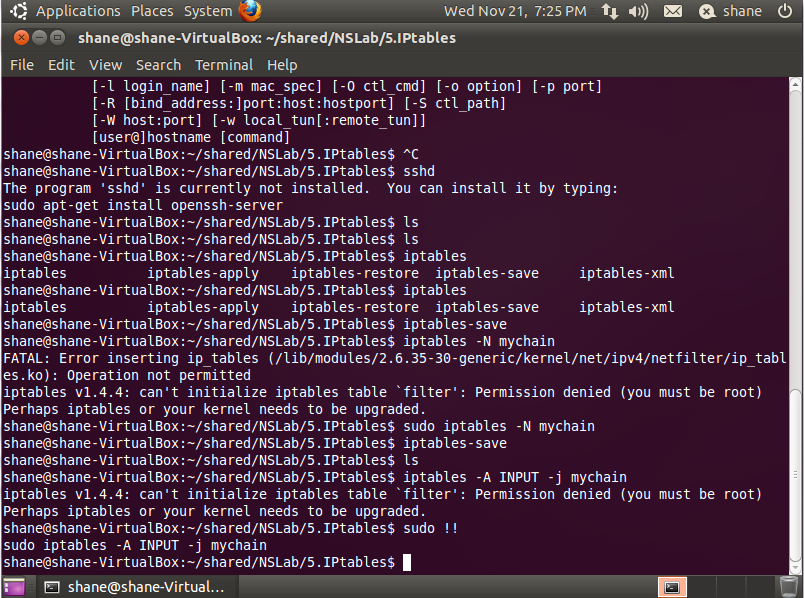 Applications Places System Wed Nov 21, 7:25 PM shane
shane@shane-VirtualBox: ~/shared/NSLab/5.IPtables
File Edit View Search Terminal Help
[-l login_name] [-m mac_spec] [-O ctl_cmd] [-o option] [-p port]
[-R [bind_address:]port:host:hostport] [-S ctl_path]
[-W host:port] [-w local_tun[:remote_tun]]
[user@]hostname [command]
shane@shane-VirtualBox:~/shared/NSLab/5.IPtables$ ^C
shane@shane-VirtualBox:~/shared/NSLab/5.IPtables$ sshd
The program 'sshd' is currently not installed.  You can install it by typing:
sudo apt-get install openssh-server
shane@shane-VirtualBox:~/shared/NSLab/5.IPtables$ ls
shane@shane-VirtualBox:~/shared/NSLab/5.IPtables$ ls
shane@shane-VirtualBox:~/shared/NSLab/5.IPtables$ iptables
iptables          iptables-apply    iptables-restore  iptables-save     iptables-xml
shane@shane-VirtualBox:~/shared/NSLab/5.IPtables$ iptables
iptables          iptables-apply    iptables-restore  iptables-save     iptables-xml
shane@shane-VirtualBox:~/shared/NSLab/5.IPtables$ iptables-save
shane@shane-VirtualBox:~/shared/NSLab/5.IPtables$ iptables -N mychain
FATAL: Error inserting ip_tables (/lib/modules/2.6.35-30-generic/kernel/net/ipv4/netfilter/ip_tabl
es.ko): Operation not permitted
iptables v1.4.4: can't initialize iptables table `filter': Permission denied (you must be root)
Perhaps iptables or your kernel needs to be upgraded.
shane@shane-VirtualBox:~/shared/NSLab/5.IPtables$ sudo iptables -N mychain
shane@shane-VirtualBox:~/shared/NSLab/5.IPtables$ iptables-save
shane@shane-VirtualBox:~/shared/NSLab/5.IPtables$ ls
shane@shane-VirtualBox:~/shared/NSLab/5.IPtables$ iptables -A INPUT -j mychain
iptables v1.4.4: can't initialize iptables table `filter': Permission denied (you must be root)
Perhaps iptables or your kernel needs to be upgraded.
shane@shane-VirtualBox:~/shared/NSLab/5.IPtables$ sudo !!
sudo iptables -A INPUT -j mychain
shane@shane-VirtualBox:~/shared/NSLab/5.IPtables$
shane@shane-Virtual...